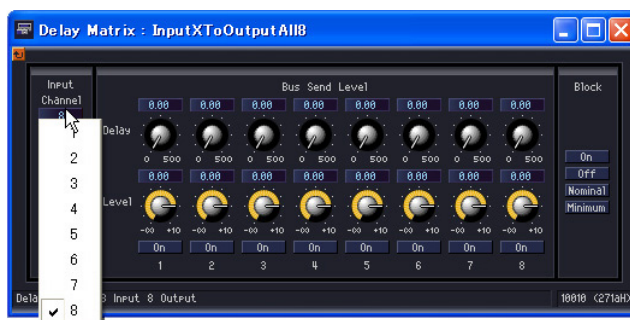 Delay Matrix : InputXToOutputAll8
Input Channel
Bus Send Level
Block
8
0.00 0.00 0.00 0.00 0.00 0.00 0.00 0.00
Delay
0 500 0 500 0 500 0 500 0 500 0 500 0 500 0 500
0.00 0.00 0.00 0.00 0.00 0.00 0.00 0.00
Level
-∞ +10 -∞ +10 -∞ +10 -∞ +10 -∞ +10 -∞ +10 -∞ +10 -∞ +10
On On On On On On On On
1 2 3 4 5 6 7 8
On
Off
Nominal
Minimum
2
3
4
5
6
7
8
Input 8 Output
10010 (271aH)